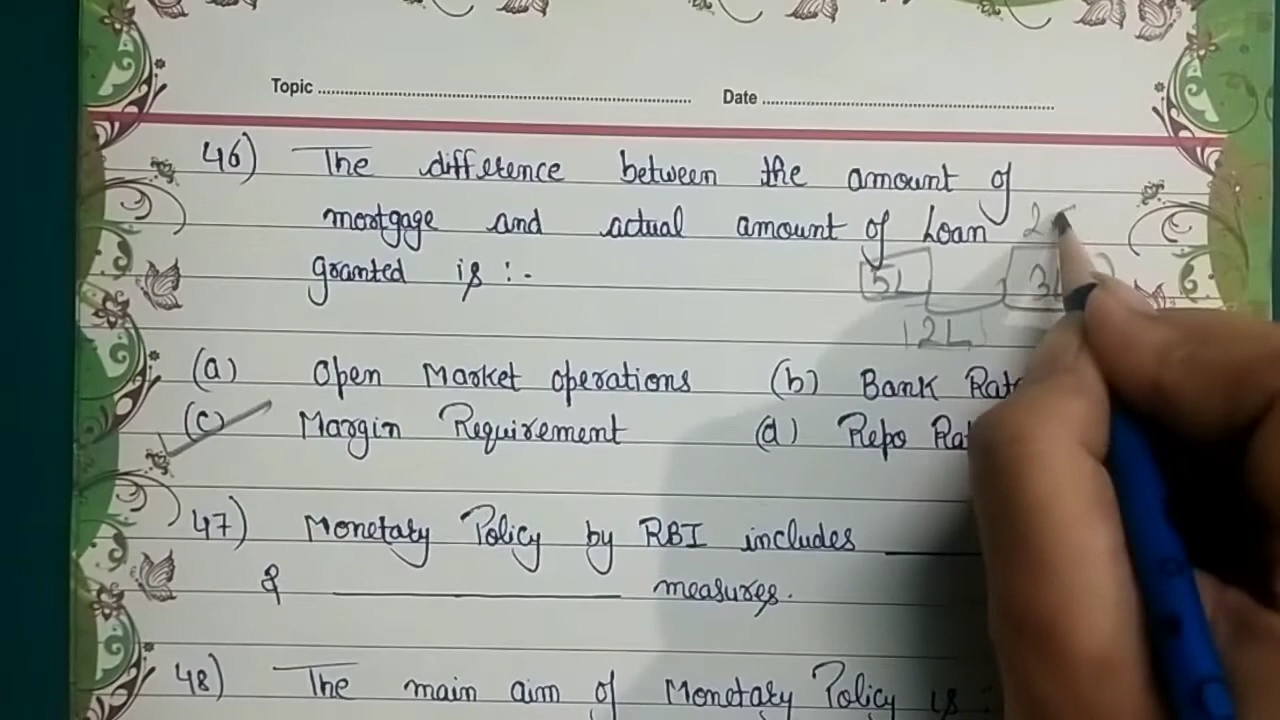 Topic ........ Date ........
46) The difference between the amount of
mortgage and actual amount of Loan
granted is :-
5L 3L
2L
(a) Open Market operations (b) Bank
(c) Margin Requirement (d) Repo
47) Monetary Policy by RBI includes ______
& ______ measures.
48) The main aim of Monetary Policy is :